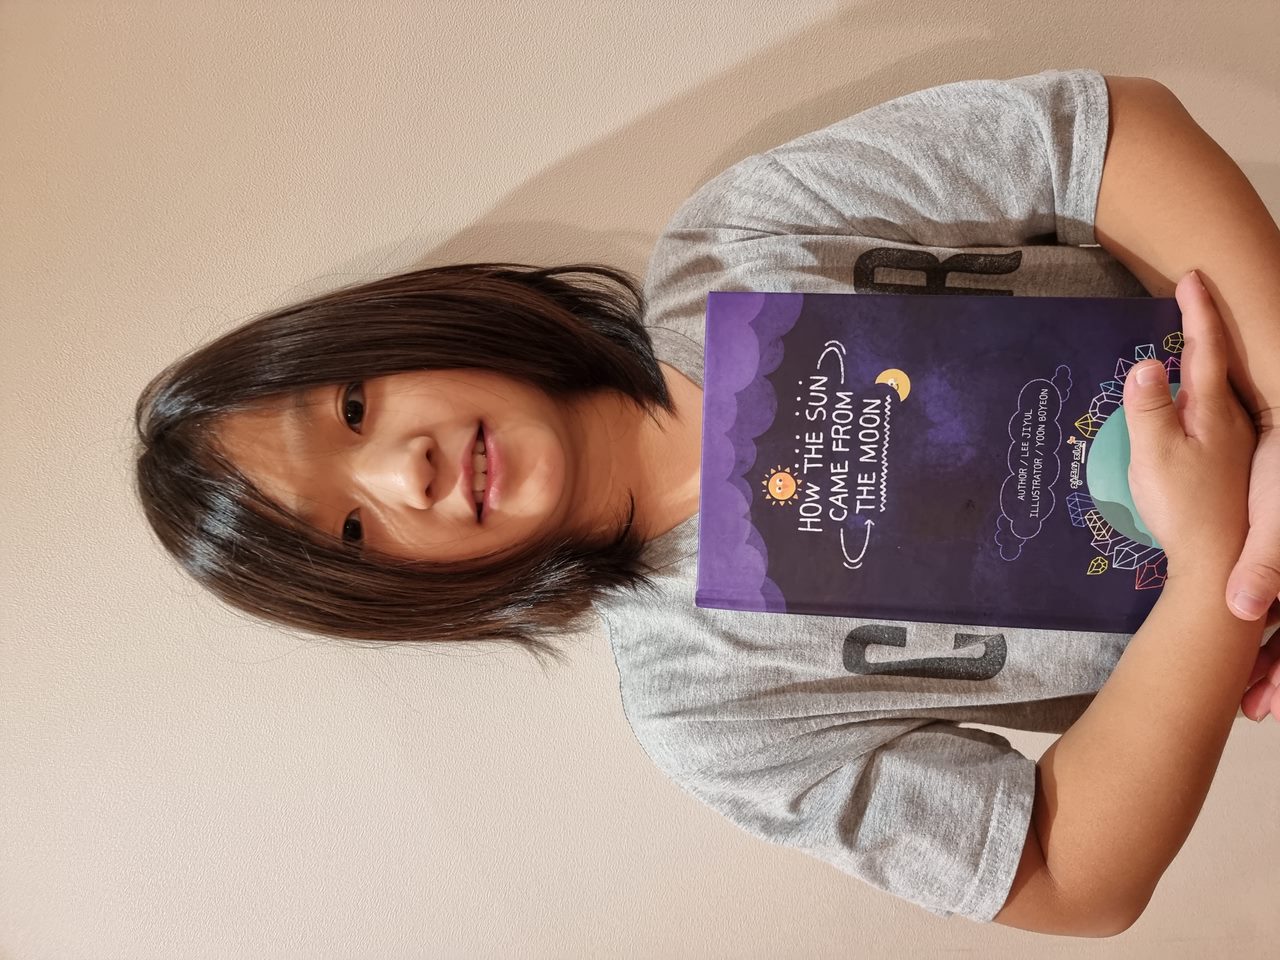 HOW THE SUN
CAME FROM
THE MOON
AUTHOR / LEE JIYUL
ILLUSTRATOR / YOON BOYEON
C
R